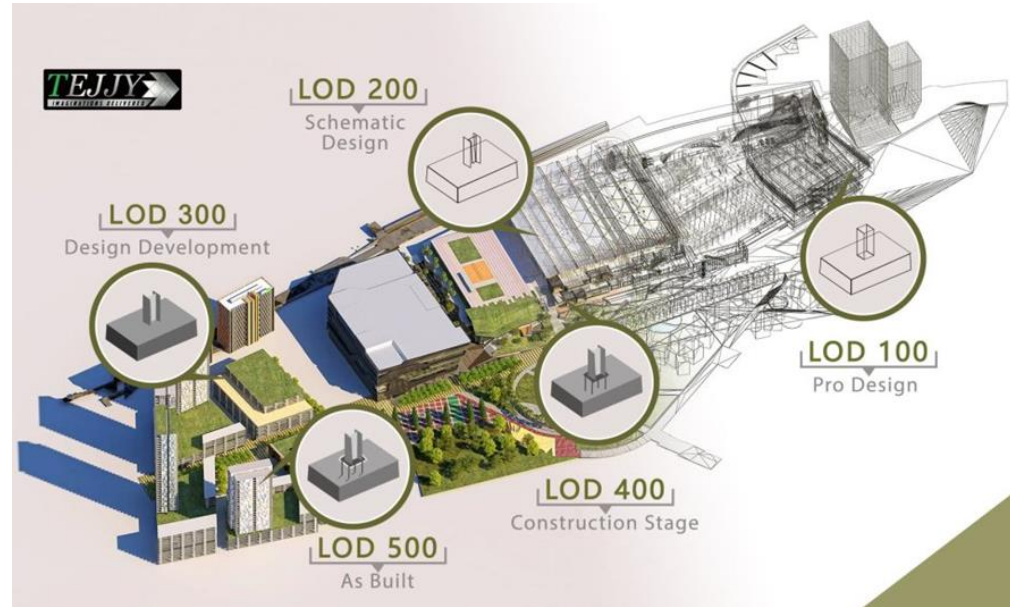 TEJJY
IMAGINATIONS DELIVERED
LOD 200
Schematic
Design
LOD 300
Design Development
LOD 100
Pro Design
LOD 400
Construction Stage
LOD 500
As Built